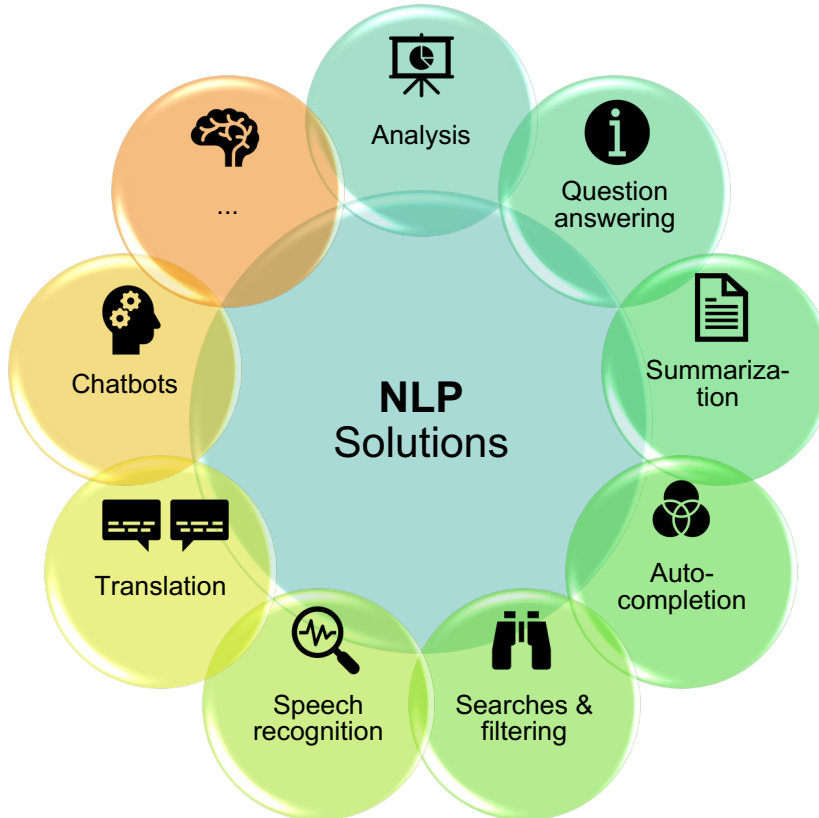 Analysis
Question
answering
Summariza-
tion
Auto-
completion
Searches &
filtering
Speech
recognition
Translation
Chatbots
...
NLP
Solutions